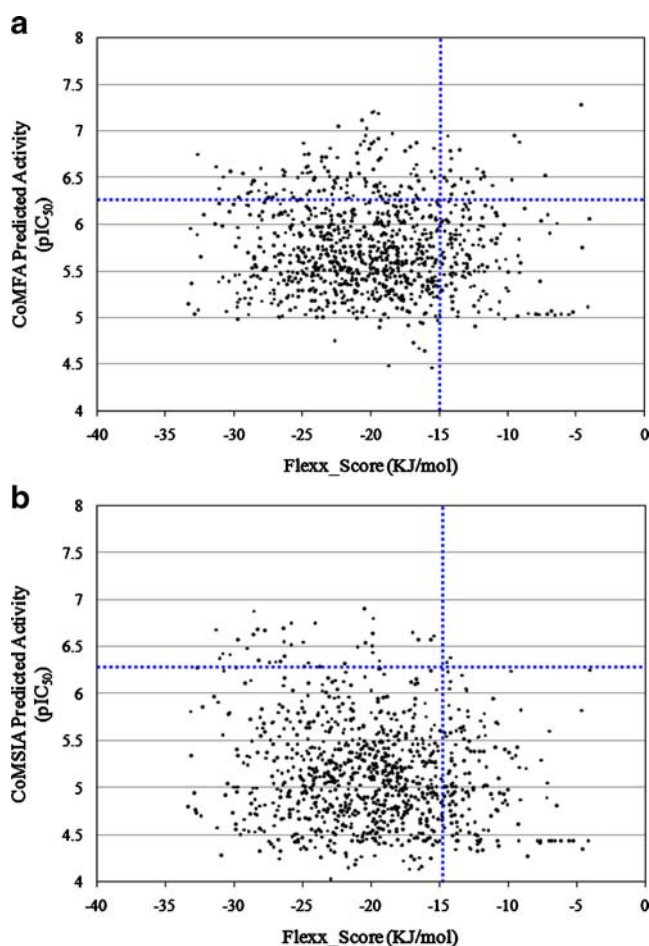 a
8
7.5
7
6.5
6
5.5
5
4.5
4
CoMFA Predicted Activity
(pIC50)
-40 -35 -30 -25 -20 -15 -10 -5 0
Flexx_Score (KJ/mol)
b
8
7.5
7
6.5
6
5.5
5
4.5
4
CoMSIA Predicted Activity
(pIC50)
-40 -35 -30 -25 -20 -15 -10 -5 0
Flexx_Score (KJ/mol)